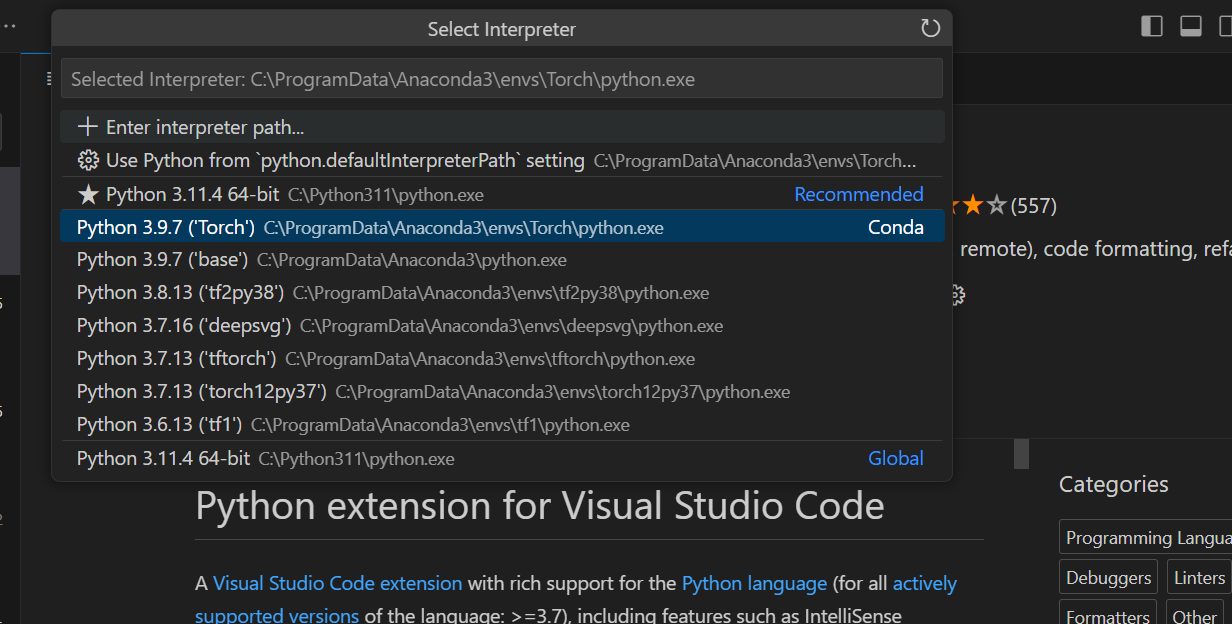 Select Interpreter
Selected Interpreter: C:\ProgramData\Anaconda3\envs\Torch\python.exe
Enter interpreter path...
Use Python from `python.defaultInterpreterPath` setting C:\ProgramData\Anaconda3\envs\Torch...
Python 3.11.4 64-bit C:\Python311\python.exe Recommended
Python 3.9.7 ('Torch') C:\ProgramData\Anaconda3\envs\Torch\python.exe Conda
Python 3.9.7 ('base') C:\ProgramData\Anaconda3\python.exe
Python 3.8.13 ('tf2py38') C:\ProgramData\Anaconda3\envs\tf2py38\python.exe
Python 3.7.16 ('deepsvg') C:\ProgramData\Anaconda3\envs\deepsvg\python.exe
Python 3.7.13 ('tftorch') C:\ProgramData\Anaconda3\envs\tftorch\python.exe
Python 3.7.13 ('torch12py37') C:\ProgramData\Anaconda3\envs\torch12py37\python.exe
Python 3.6.13 ('tf1') C:\ProgramData\Anaconda3\envs\tf1\python.exe
Python 3.11.4 64-bit C:\Python311\python.exe Global
(557)
remote), code formatting, refa
Python extension for Visual Studio Code
A Visual Studio Code extension with rich support for the Python language (for all actively
supported versions of the language: >=3.7), including features such as IntelliSense
Categories
Programming Langua
Debuggers Linters
Formatters Other